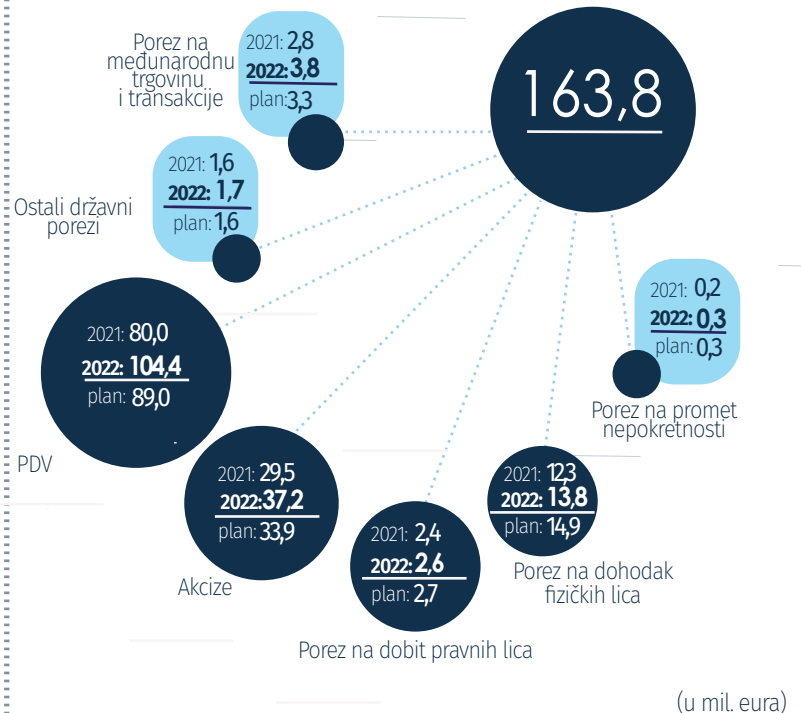 163,8
Porez na
međunarodnu
trgovinu
i transakcije
2021: 2,8
2022: 3,8
plan: 3,3
Ostali državni
porezi
2021: 1,6
2022: 1,7
plan: 1,6
2021: 80,0
2022: 104,4
plan: 89,0
PDV
2021: 29,5
2022: 37,2
plan: 33,9
Akcize
2021: 2,4
2022: 2,6
plan: 2,7
Porez na dobit pravnih lica
2021: 12,3
2022: 13,8
plan: 14,9
Porez na dohodak
fizičkih lica
2021: 0,2
2022: 0,3
plan: 0,3
Porez na promet
nepokretnosti
(u mil. eura)